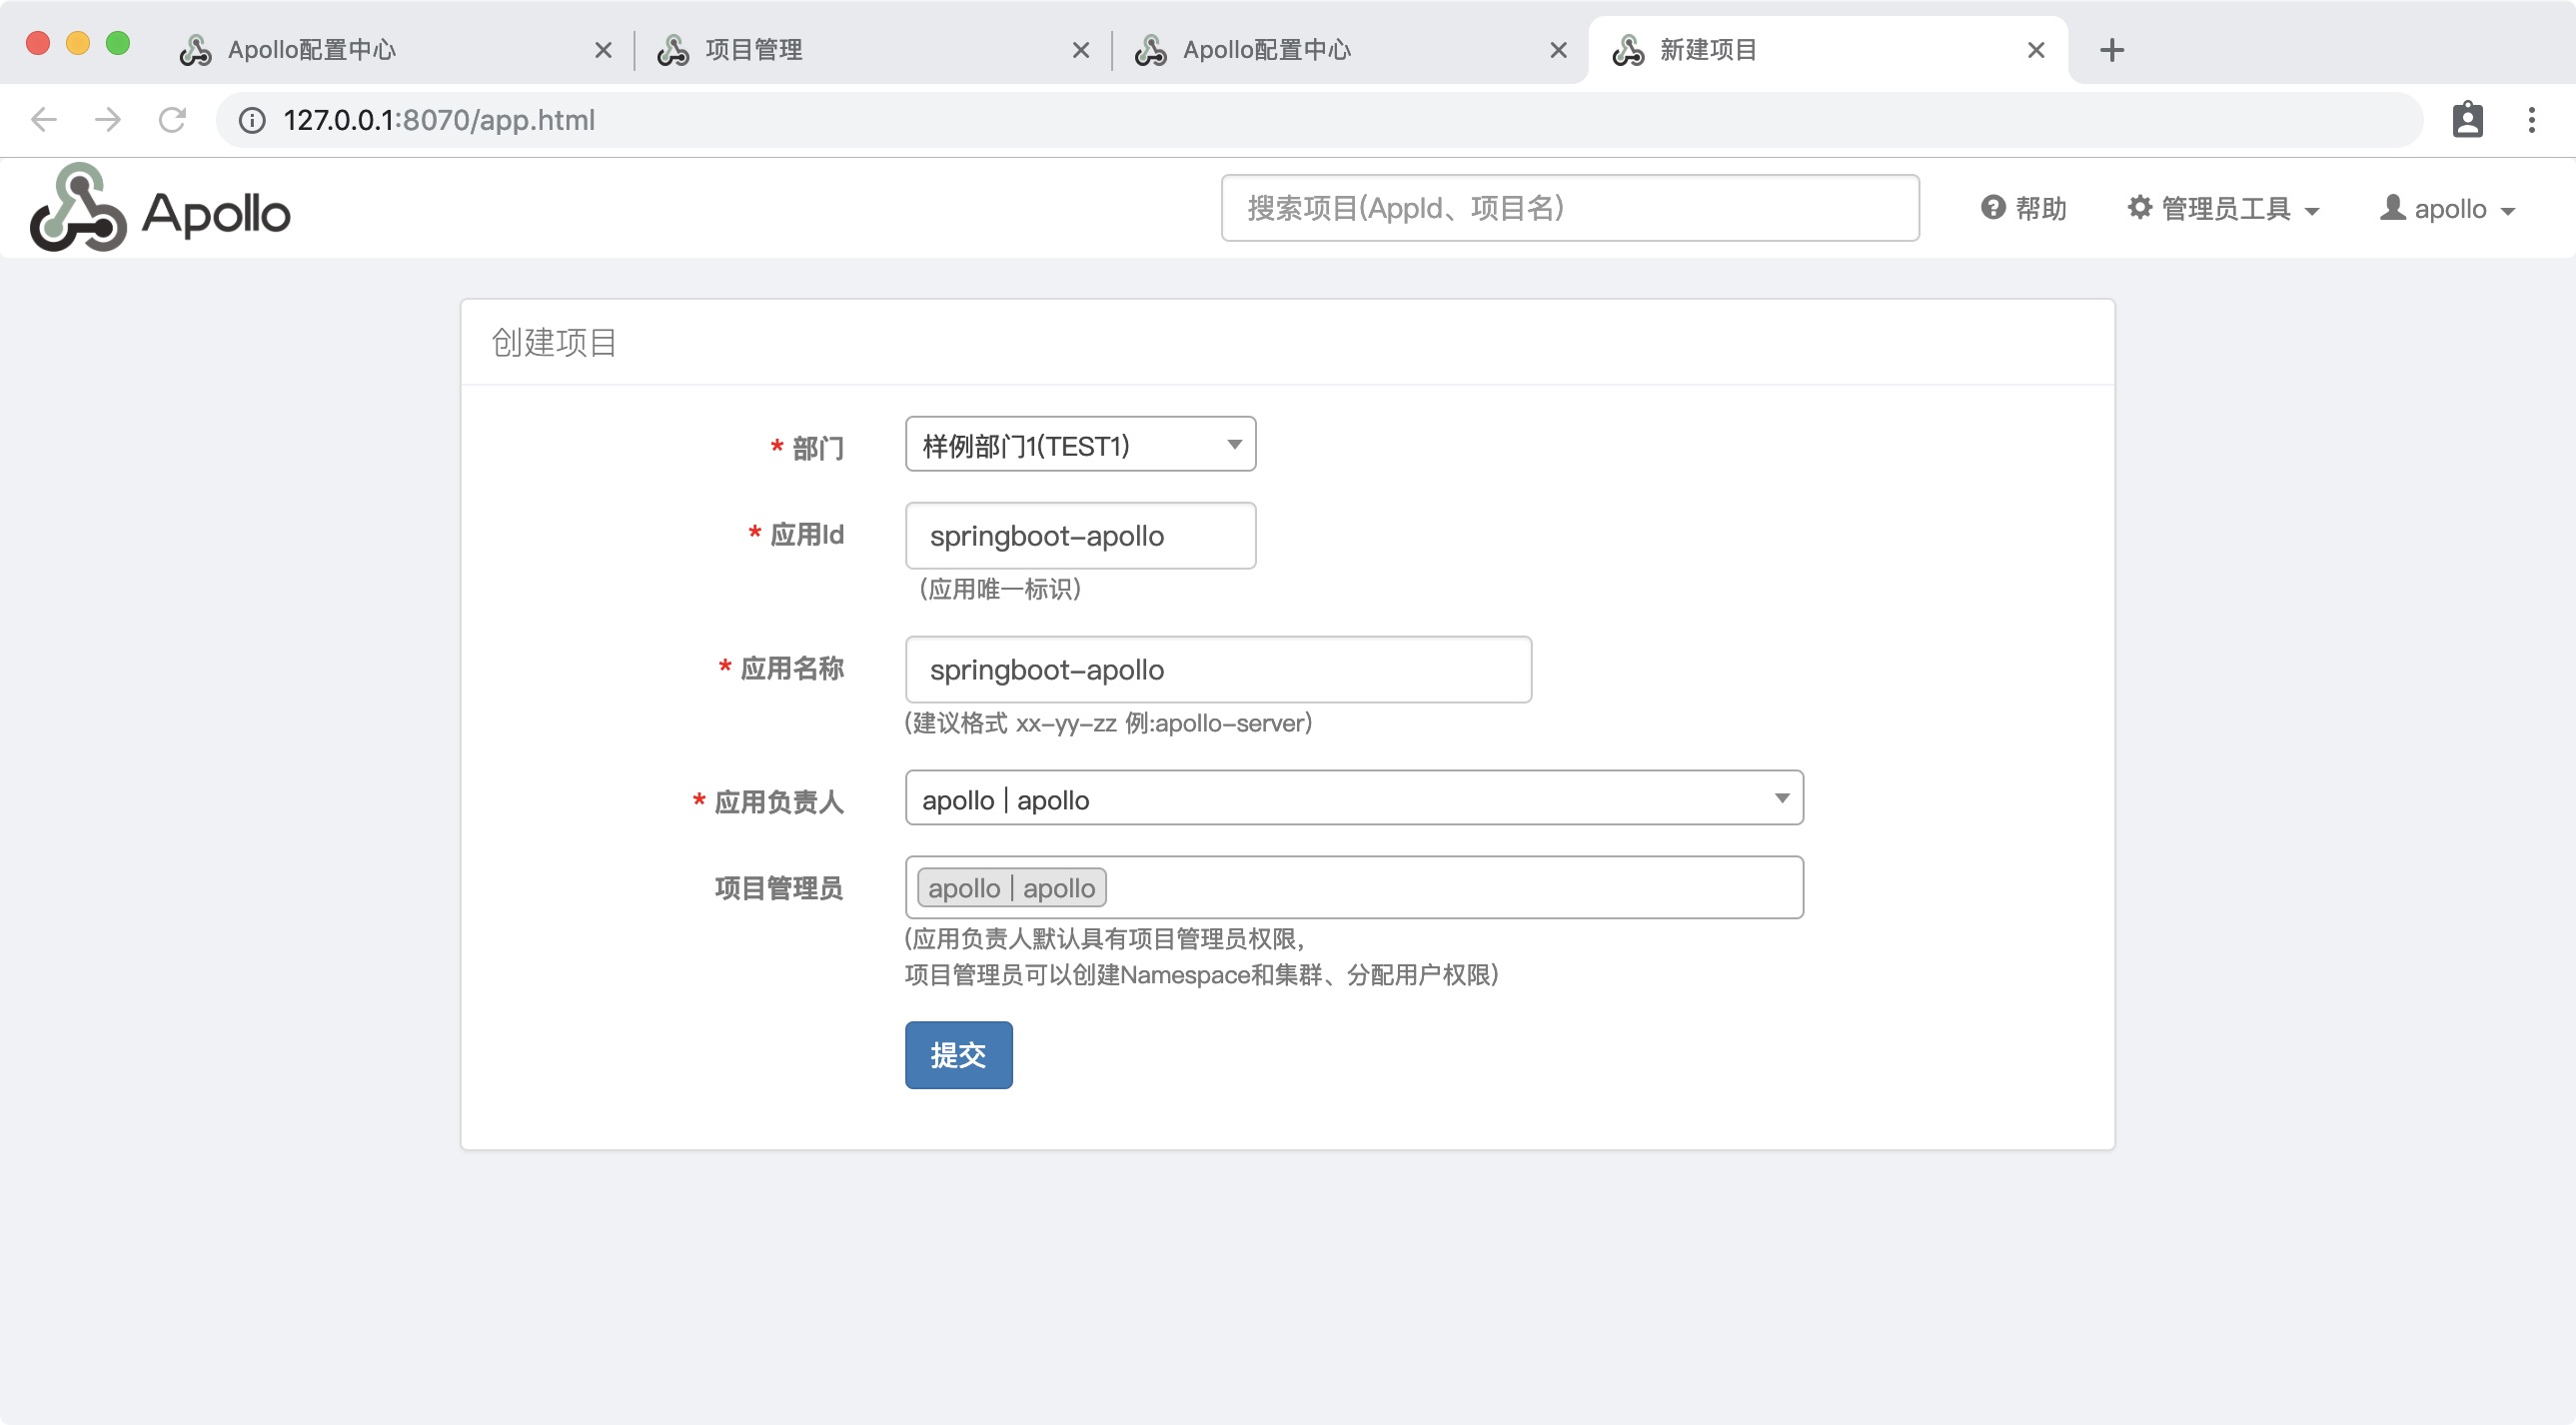 Apollo配置中心
项目管理
Apollo配置中心
新建项目
127.0.0.1:8070/app.html
Apollo
搜索项目(AppId、项目名)
帮助
管理员工具
apollo
创建项目
* 部门
样例部门1(TEST1)
* 应用Id
springboot-apollo
(应用唯一标识)
* 应用名称
springboot-apollo
(建议格式 xx-yy-zz 例:apollo-server)
* 应用负责人
apollo | apollo
项目管理员
apollo | apollo
(应用负责人默认具有项目管理员权限,
项目管理员可以创建Namespace和集群、分配用户权限)
提交